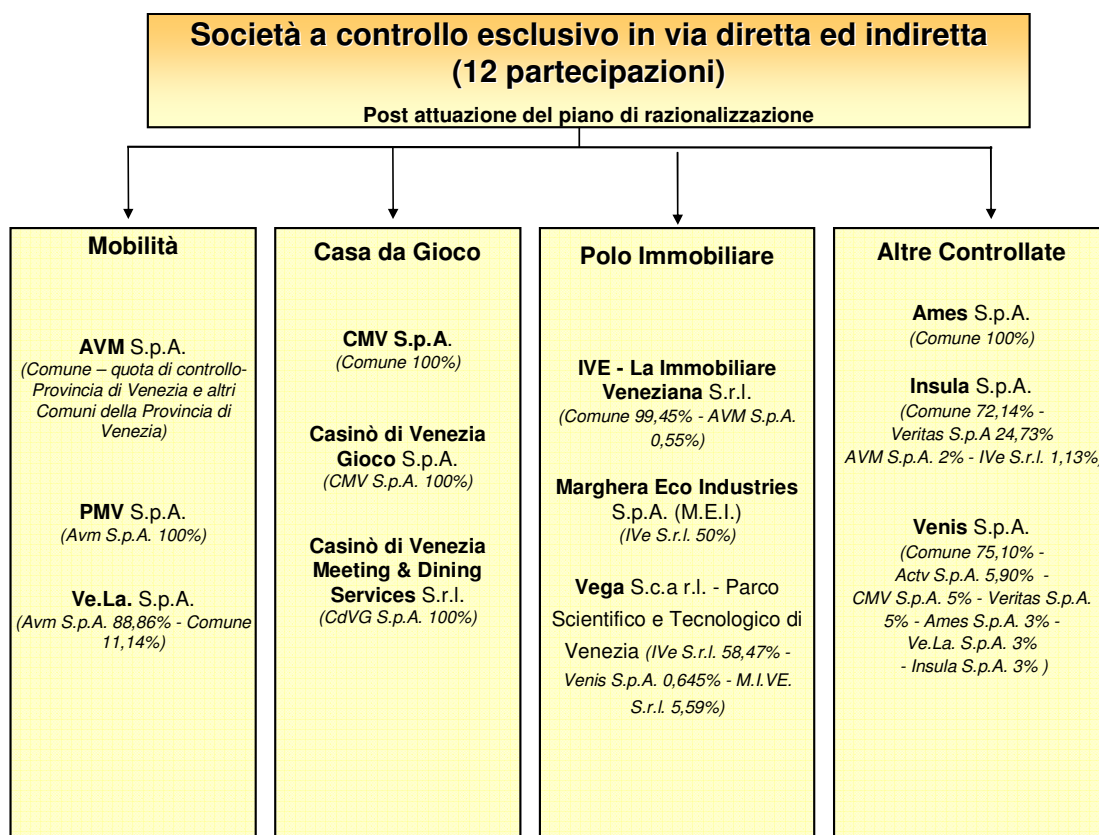 Società a controllo esclusivo in via diretta ed indiretta
(12 partecipazioni)
Post attuazione del piano di razionalizzazione
Mobilità
AVM S.p.A.
(Comune – quota di controllo-
Provincia di Venezia e altri
Comuni della Provincia di
Venezia)
PMV S.p.A.
(Avm S.p.A. 100%)
Ve.La. S.p.A.
(Avm S.p.A. 88,86% - Comune
11,14%)
Casa da Gioco
CMV S.p.A.
(Comune 100%)
Casinò di Venezia
Gioco S.p.A.
(CMV S.p.A. 100%)
Casinò di Venezia
Meeting & Dining
Services S.r.l.
(CdVG S.p.A. 100%)
Polo Immobiliare
IVE - La Immobiliare
Veneziana S.r.l.
(Comune 99,45% - AVM S.p.A.
0,55%)
Marghera Eco Industries
S.p.A. (M.E.I.)
(IVe S.r.l. 50%)
Vega S.c.a r.l. - Parco
Scientifico e Tecnologico di
Venezia (IVe S.r.l. 58,47% -
Venis S.p.A. 0,645% - M.I.VE.
S.r.l. 5,59%)
Altre Controllate
Ames S.p.A.
(Comune 100%)
Insula S.p.A.
(Comune 72,14% -
Veritas S.p.A 24,73%
AVM S.p.A. 2% - IVe S.r.l. 1,13%)
Venis S.p.A.
(Comune 75,10% -
Actv S.p.A. 5,90% -
CMV S.p.A. 5% - Veritas S.p.A.
5% - Ames S.p.A. 3% -
Ve.La. S.p.A. 3%
- Insula S.p.A. 3% )